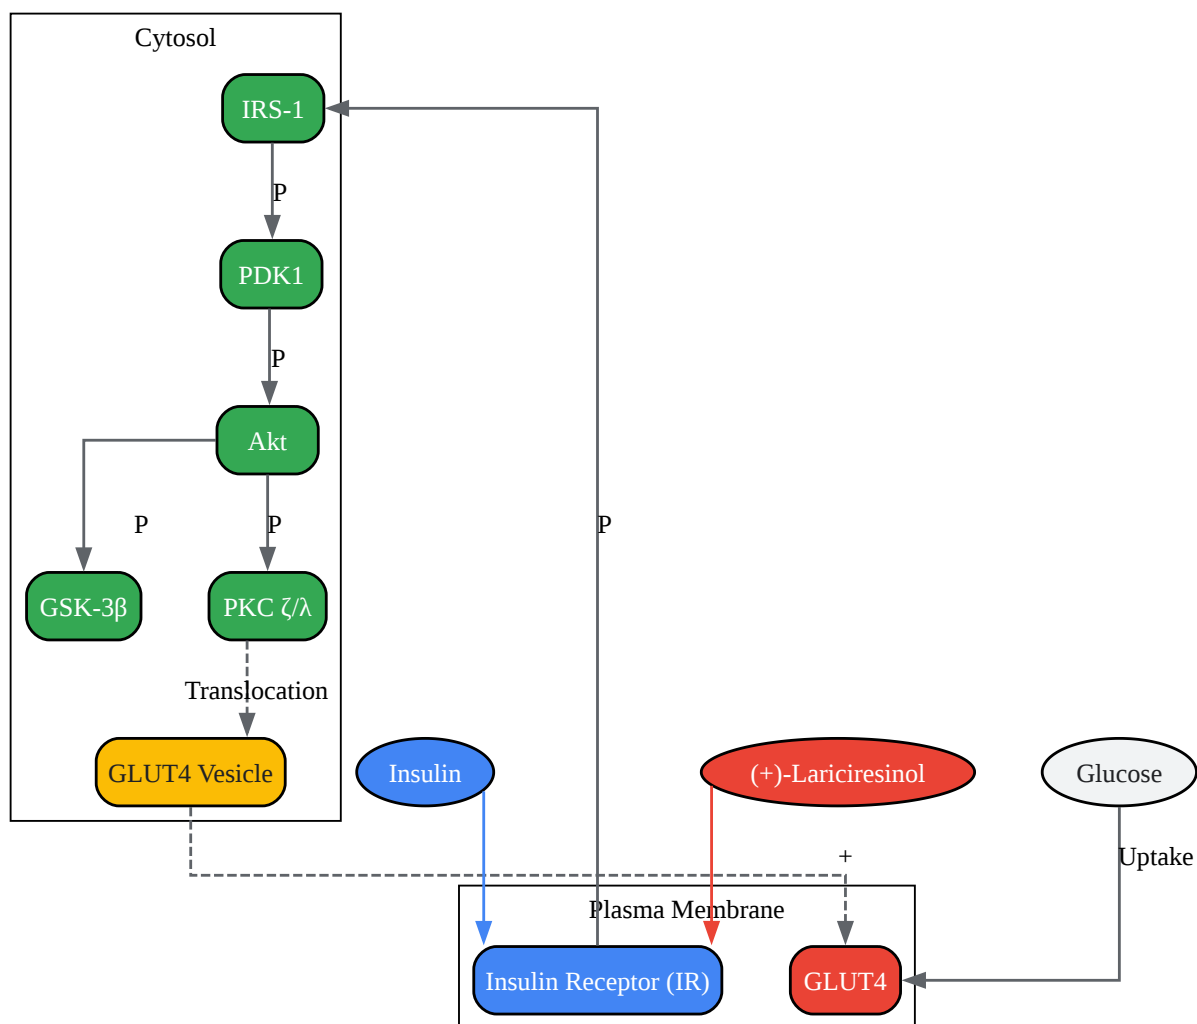 Cytosol
IRS-1
P
PDK1
P
Akt
P
P
P
GSK-3β
PKC ζ/λ
Translocation
GLUT4 Vesicle
Insulin
(+)-Lariciresinol
Glucose
+
Uptake
Plasma Membrane
Insulin Receptor (IR)
GLUT4